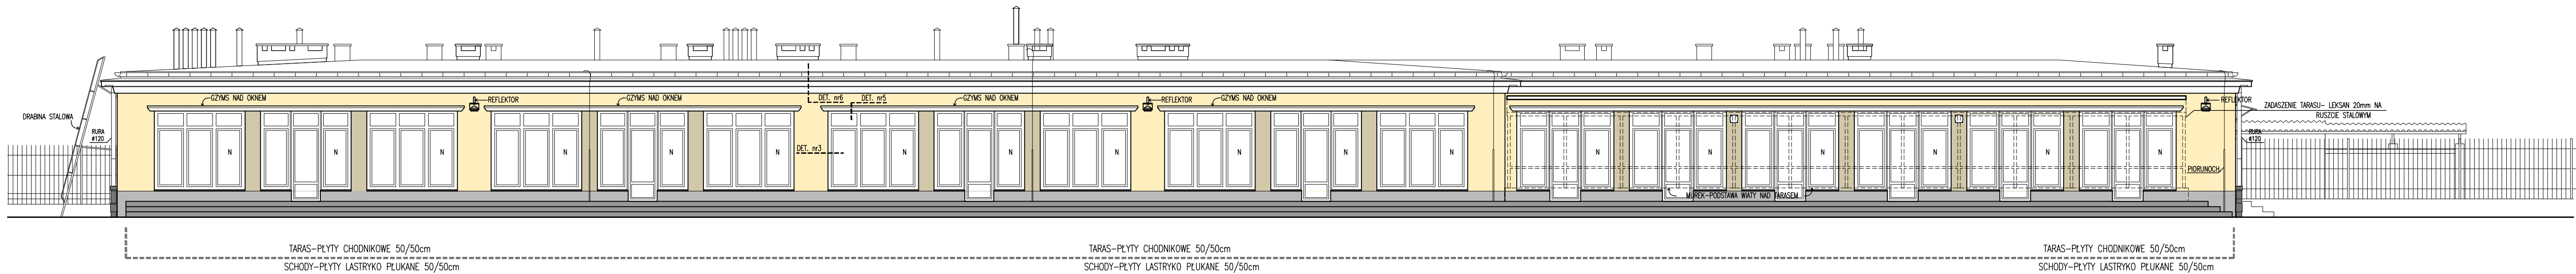 GZYMS NAD OKNEM
REFLEKTOR
GZYMS NAD OKNEM
DET. nr6
DET. nr5
GZYMS NAD OKNEM
REFLEKTOR
GZYMS NAD OKNEM
REFLEKTOR
ZADASZENIE TARASU- LEKSAN 20mm NA
RUSZCIE STALOWYM
DRABINA STALOWA
RURA
ø120
RURA
ø120
N
N
N
N
N
N
DET. nr3
N
N
N
N
N
N
N
N
N
N
N
N
PIORUNOCH
MUREK-PODSTAWA WIATY NAD TARASEM
TARAS-PŁYTY CHODNIKOWE 50/50cm
SCHODY-PŁYTY LASTRYKO PŁUKANE 50/50cm
TARAS-PŁYTY CHODNIKOWE 50/50cm
SCHODY-PŁYTY LASTRYKO PŁUKANE 50/50cm
TARAS-PŁYTY CHODNIKOWE 50/50cm
SCHODY-PŁYTY LASTRYKO PŁUKANE 50/50cm